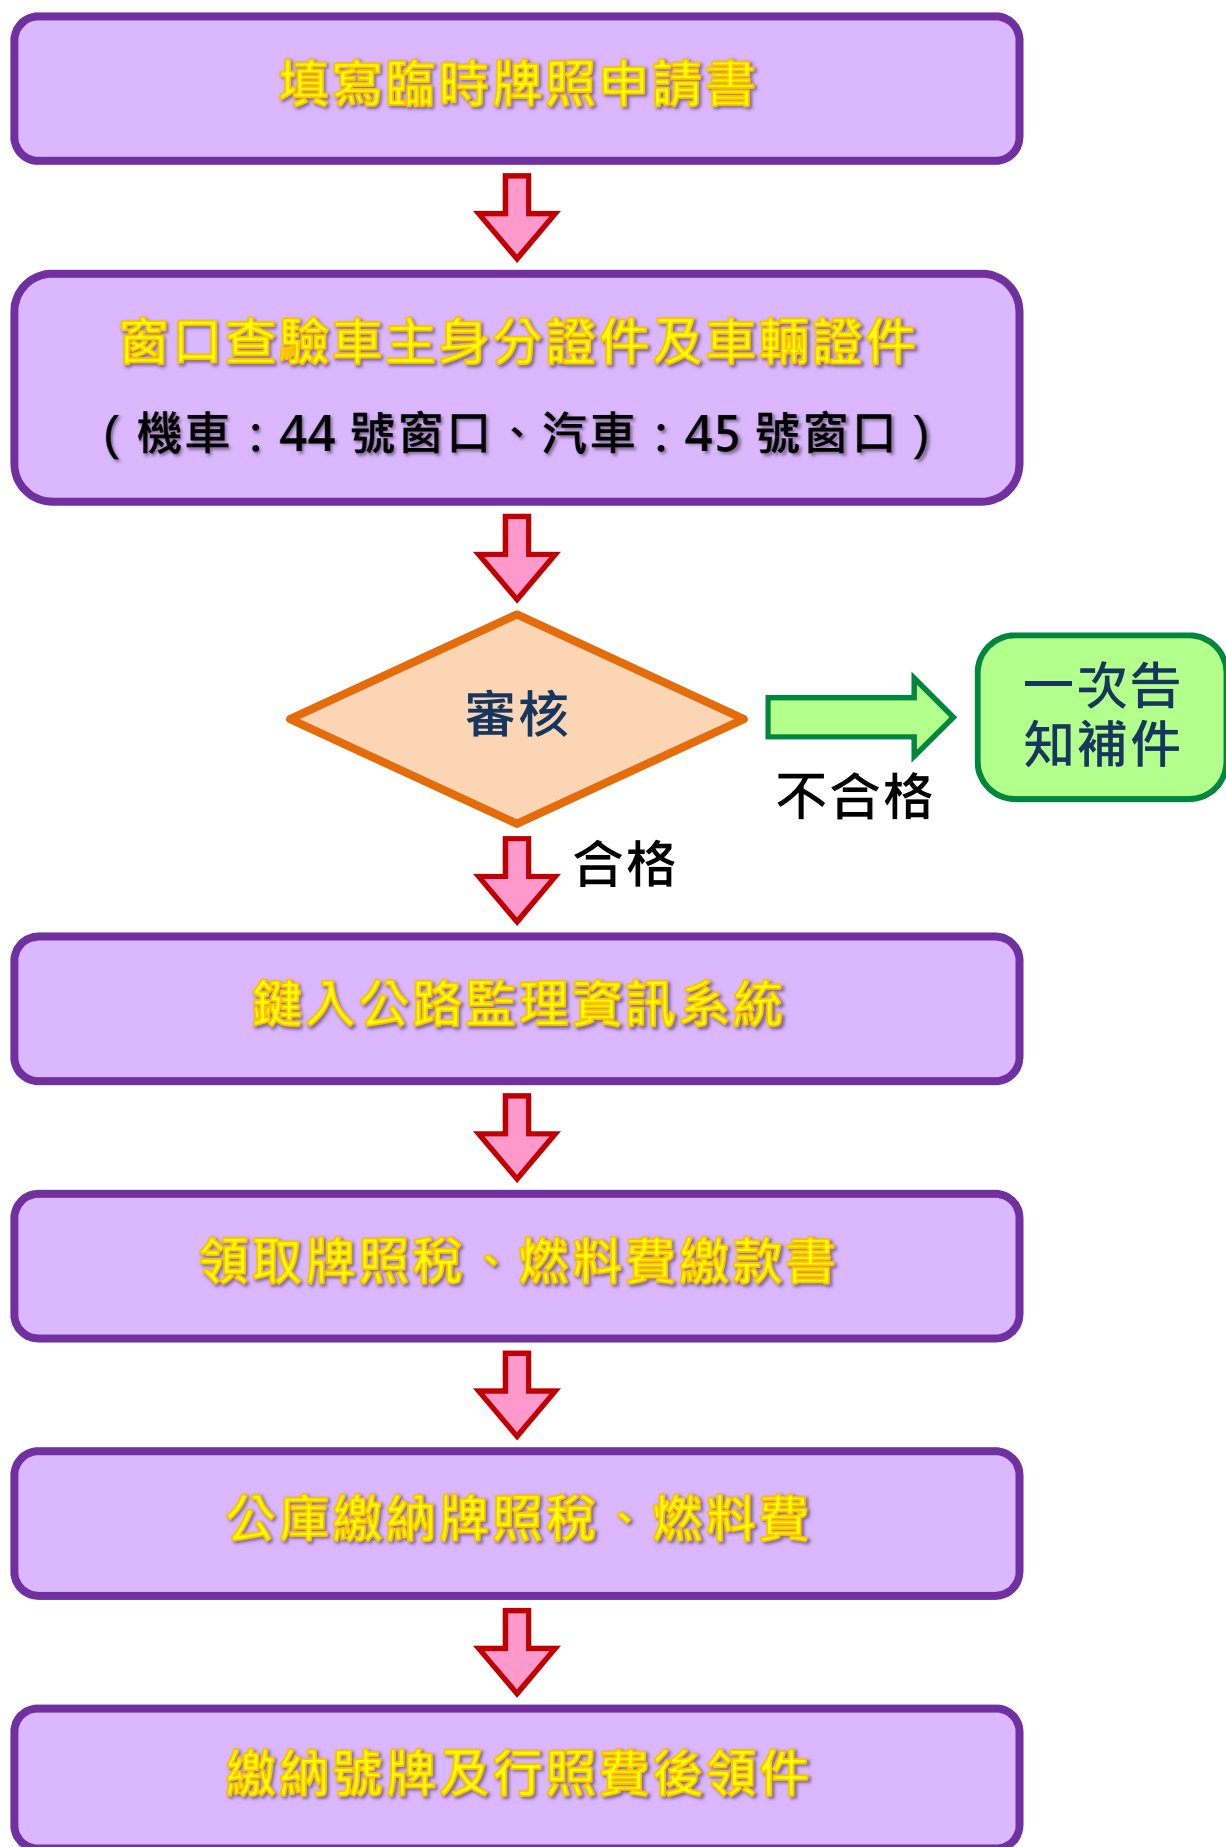 填寫臨時牌照申請書
窗口查驗車主身分證件及車輛證件
（機車：44 號窗口、汽車：45 號窗口）
審核
一次告
知補件
不合格
合格
鍵入公路監理資訊系統
領取牌照稅、燃料費繳款書
公庫繳納牌照稅、燃料費
繳納號牌及行照費後領件